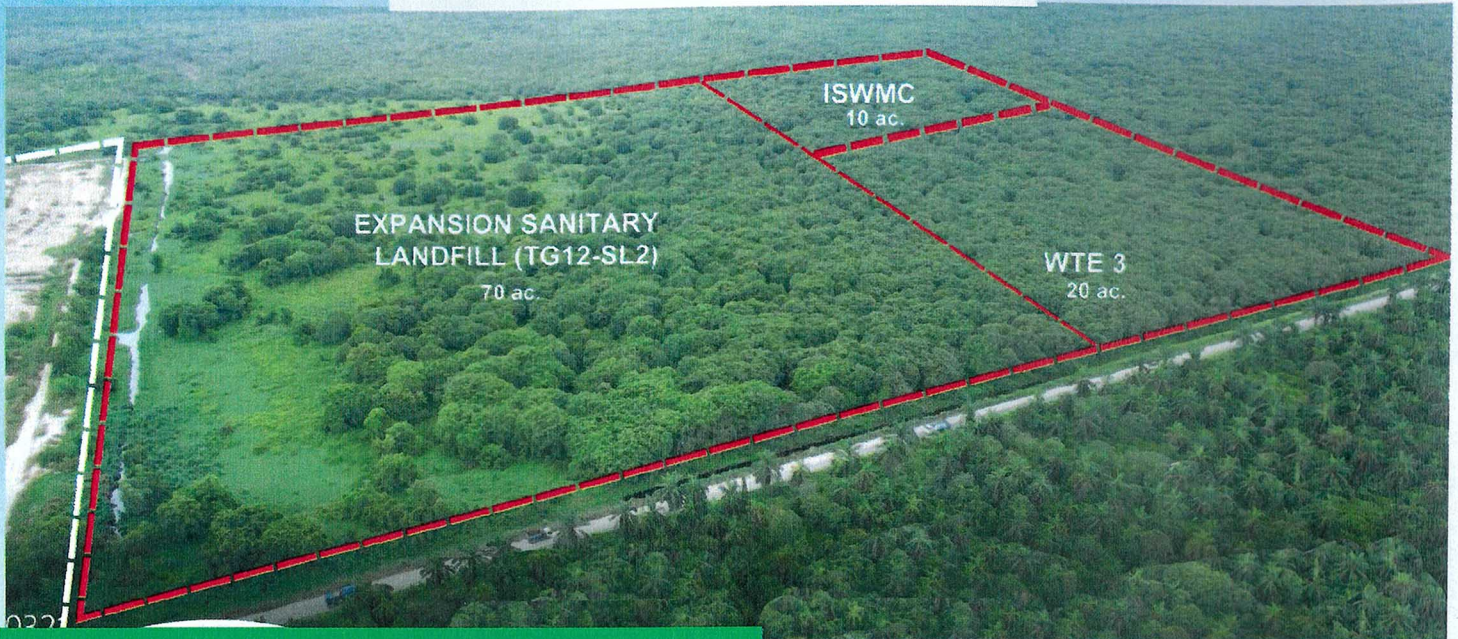 ISWMC
10 ac.
EXPANSION SANITARY
LANDFILL (TG12-SL2)
70 ac.
WTE 3
20 ac.